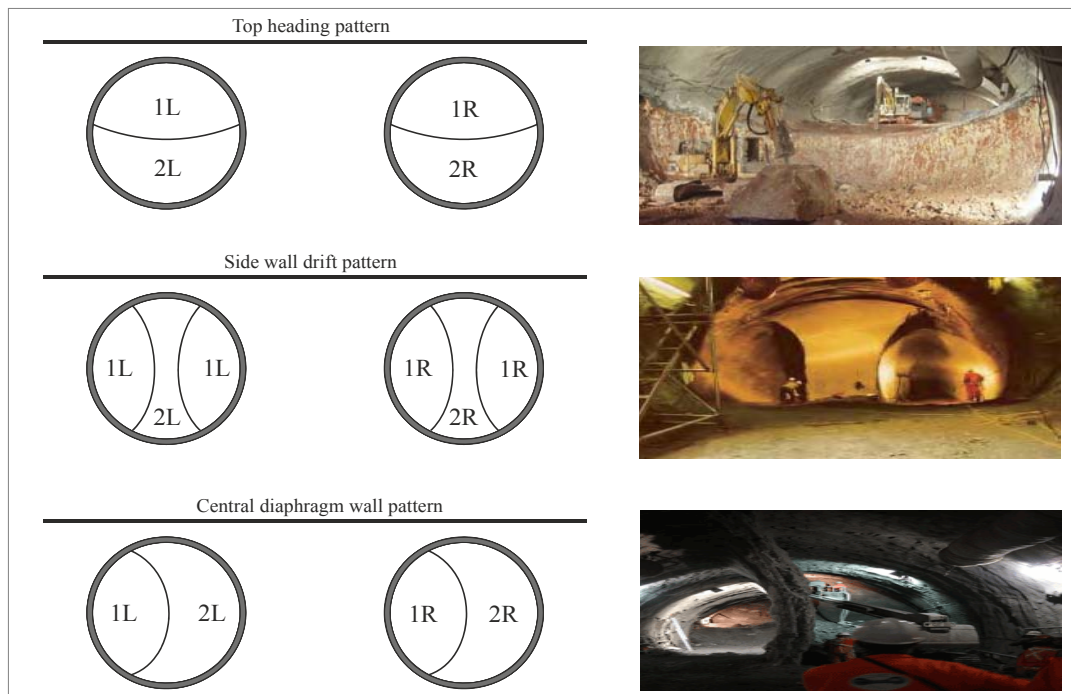 Top heading pattern
1L
1R
2L
2R
Side wall drift pattern
1L 1L
1R 1R
2L
2R
Central diaphragm wall pattern
1L 2L
1R 2R